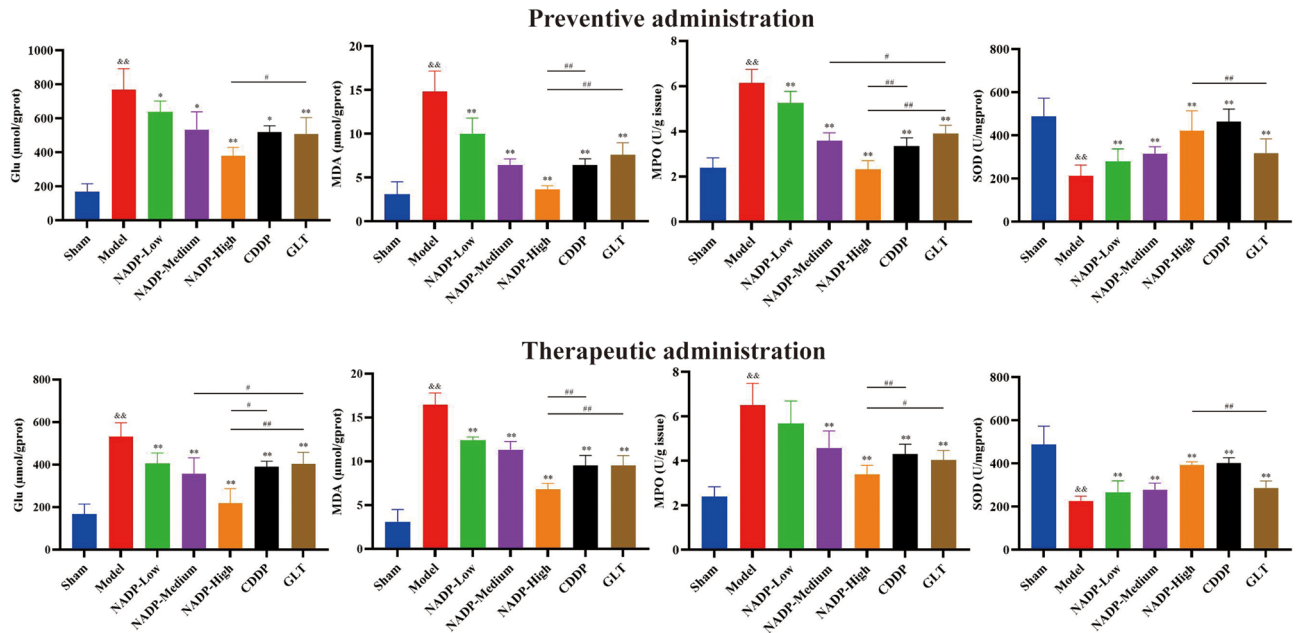 Preventive administration
Glu (μmol/gprot)
1000
800
600
400
200
0
&&
*
*
**
*
**
#
Sham
Model
NADP-Low
NADP-Medium
NADP-High
CDDP
GLT
MDA (μmol/gprot)
20
15
10
5
0
&&
**
**
**
**
**
##
##
Sham
Model
NADP-Low
NADP-Medium
NADP-High
CDDP
GLT
MPO (U/g issue)
8
6
4
2
0
&&
**
**
**
**
**
#
##
##
Sham
Model
NADP-Low
NADP-Medium
NADP-High
CDDP
GLT
SOD (U/mgprot)
800
600
400
200
0
&&
**
**
**
**
**
##
Sham
Model
NADP-Low
NADP-Medium
NADP-High
CDDP
GLT
Therapeutic administration
Glu (μmol/gprot)
800
600
400
200
0
&&
**
**
**
**
**
#
#
##
Sham
Model
NADP-Low
NADP-Medium
NADP-High
CDDP
GLT
MDA (μmol/gprot)
20
15
10
5
0
&&
**
**
**
**
**
##
##
Sham
Model
NADP-Low
NADP-Medium
NADP-High
CDDP
GLT
MPO (U/g issue)
8
6
4
2
0
&&
**
**
**
**
##
#
Sham
Model
NADP-Low
NADP-Medium
NADP-High
CDDP
GLT
SOD (U/mgprot)
800
600
400
200
0
&&
**
**
**
**
**
##
Sham
Model
NADP-Low
NADP-Medium
NADP-High
CDDP
GLT